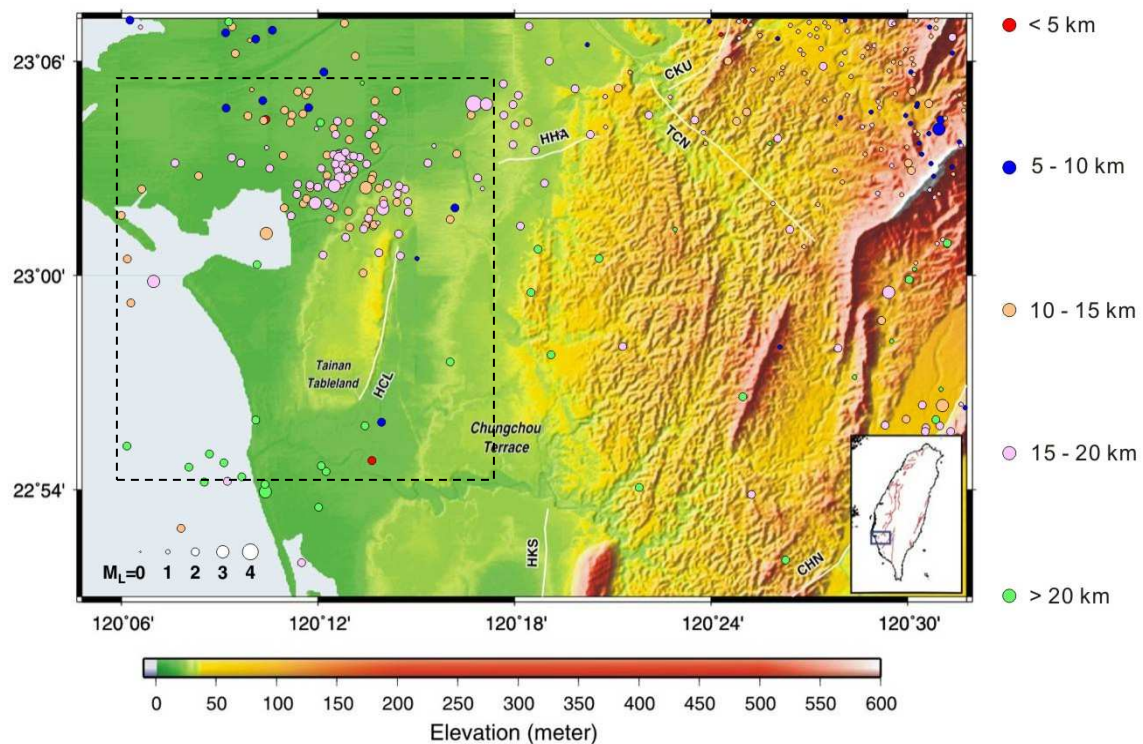 23°06'
23°00'
22°54'
120°06'
120°12'
120°18'
120°24'
120°30'
CKU
TCN
HHA
HCL
HKS
CHN
Tainan
Tableland
Chungchou
Terrace
M_L=0 1 2 3 4
< 5 km
5 - 10 km
10 - 15 km
15 - 20 km
> 20 km
0 50 100 150 200 250 300 350 400 450 500 550 600
Elevation (meter)